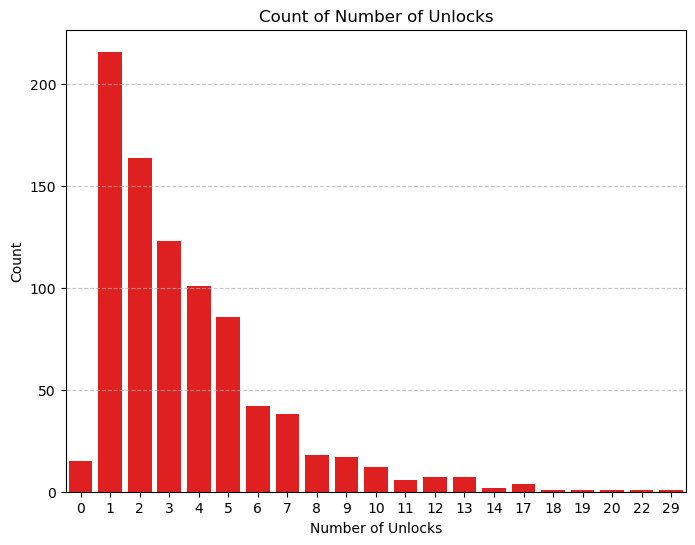 Count of Number of Unlocks
200
150
100
50
0
Count
0 1 2 3 4 5 6 7 8 9 10 11 12 13 14 17 18 19 20 22 29
Number of Unlocks